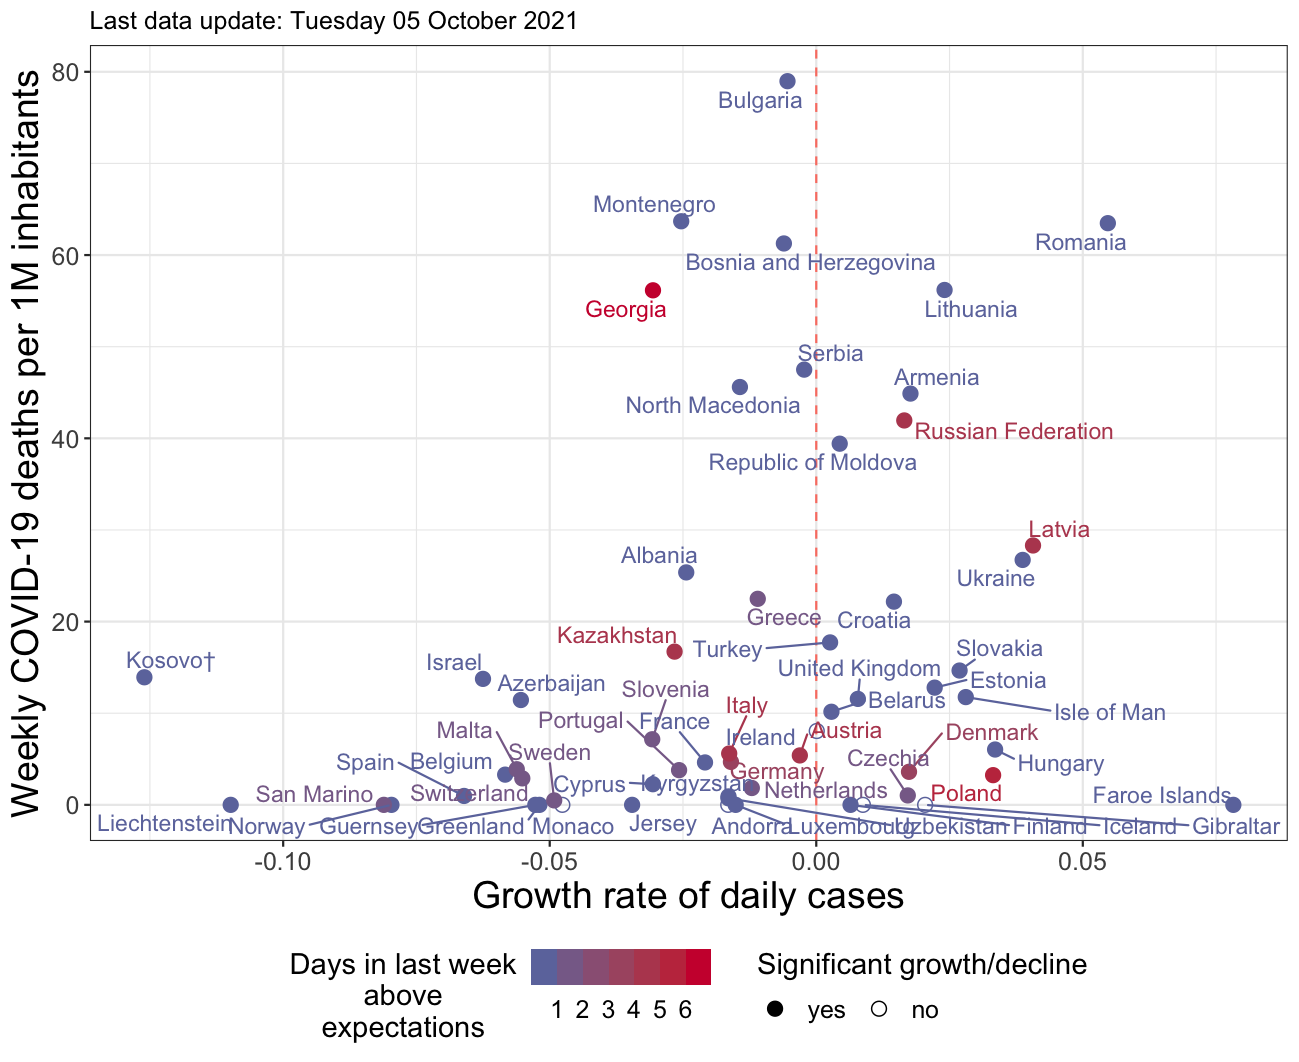 Last data update: Tuesday 05 October 2021
Weekly COVID-19 deaths per 1M inhabitants
80
60
40
20
0
Bulgaria
Montenegro
Romania
Bosnia and Herzegovina
Georgia
Lithuania
Serbia
Armenia
North Macedonia
Russian Federation
Republic of Moldova
Latvia
Albania
Ukraine
Greece
Croatia
Kazakhstan
Turkey
Slovakia
Kosovo†
Israel
United Kingdom
Azerbaijan
Slovenia
Estonia
Belarus
Italy
Isle of Man
Portugal
France
Malta
Ireland
Austria
Denmark
Sweden
Spain
Belgium
Czechia
Hungary
Germany
Cyprus
Kyrgyzstan
Netherlands
San Marino
Switzerland
Poland
Faroe Islands
Liechtenstein
Norway
Guernsey
Greenland
Monaco
Jersey
Andorra
Luxembourg
Uzbekistan
Finland
Iceland
Gibraltar
-0.10
-0.05
0.00
0.05
Growth rate of daily cases
Days in last week
above
expectations
1 2 3 4 5 6
Significant growth/decline
yes
no